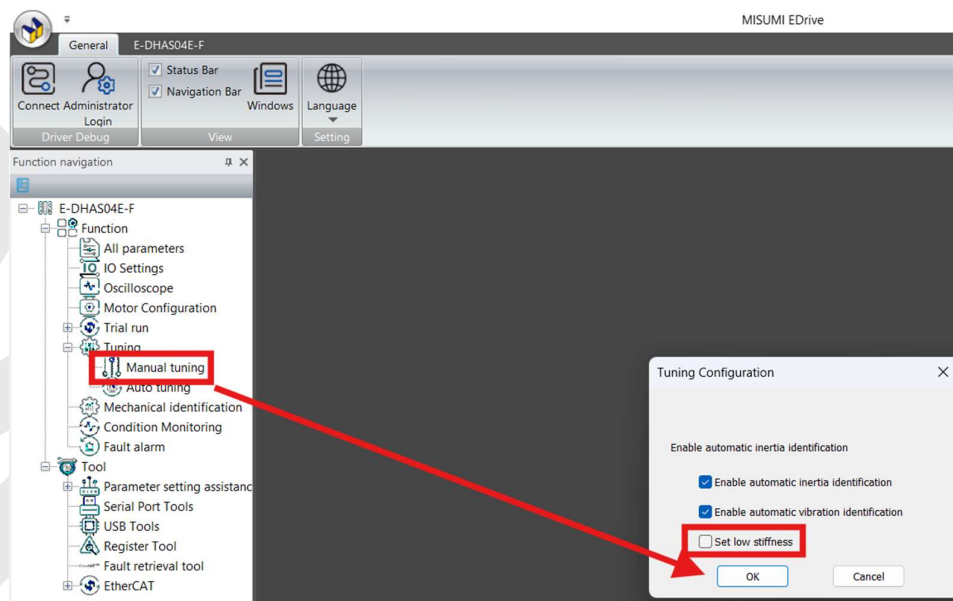 MISUMI EDrive
General E-DHAS04E-F
Status Bar
Navigation Bar
Connect Administrator Login
Windows
Language
Driver Debug View Setting
Function navigation
E-DHAS04E-F
Function
All parameters
IO IO Settings
Oscilloscope
Motor Configuration
Trial run
Tuning
Manual tuning
Auto tuning
Mechanical identification
Condition Monitoring
Fault alarm
Tool
Parameter setting assistanc
Serial Port Tools
USB Tools
Register Tool
Fault retrieval tool
EtherCAT
Tuning Configuration
Enable automatic inertia identification
Enable automatic inertia identification
Enable automatic vibration identification
Set low stiffness
OK Cancel